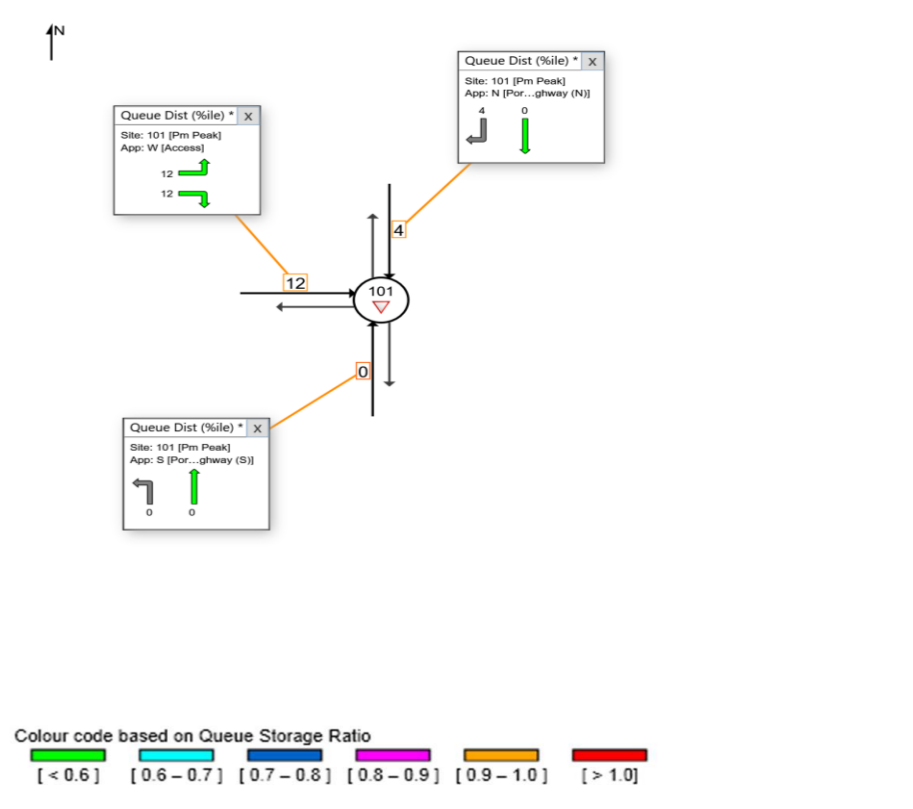 N
Queue Dist (%ile) * x
Site: 101 [Pm Peak]
App: N [Por...ghway (N)]
4 0
Queue Dist (%ile) * x
Site: 101 [Pm Peak]
App: W [Access]
12
12
4
12
101
0
Queue Dist (%ile) * x
Site: 101 [Pm Peak]
App: S [Por...ghway (S)]
0 0
Colour code based on Queue Storage Ratio
[ < 0.6 ] [ 0.6 – 0.7 ] [ 0.7 – 0.8 ] [ 0.8 – 0.9 ] [ 0.9 – 1.0 ] [ > 1.0]